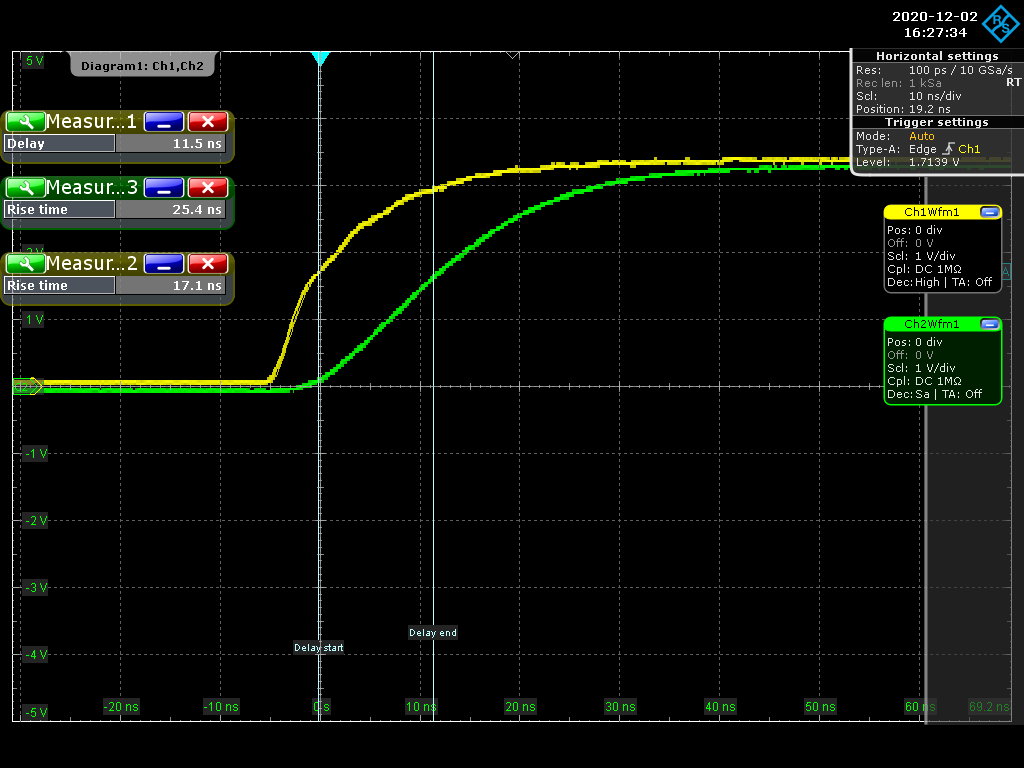 2020-12-02
16:27:34
R&S
5 V
Diagram1: Ch1,Ch2
Horizontal settings
Res: 100 ps / 10 GSa/s
Rec len: 1 kSa RT
Scl: 10 ns/div
Position: 19.2 ns
Trigger settings
Mode: Auto
Type-A: Edge Ch1
Level: 1.7139 V
Measur...1
Delay 11.5 ns
Measur...3
Rise time 25.4 ns
2 V
Measur...2
Rise time 17.1 ns
Ch1Wfm1
Pos: 0 div
Off: 0 V
Scl: 1 V/div
Cpl: DC 1MΩ
Dec: High | TA: Off
A
1 V
Ch2Wfm1
Pos: 0 div
Off: 0 V
Scl: 1 V/div
Cpl: DC 1MΩ
Dec: Sa | TA: Off
-1 V
-2 V
-3 V
Delay end
Delay start
-4 V
-5 V
-20 ns -10 ns 0 s 10 ns 20 ns 30 ns 40 ns 50 ns 60 ns 69.2 ns